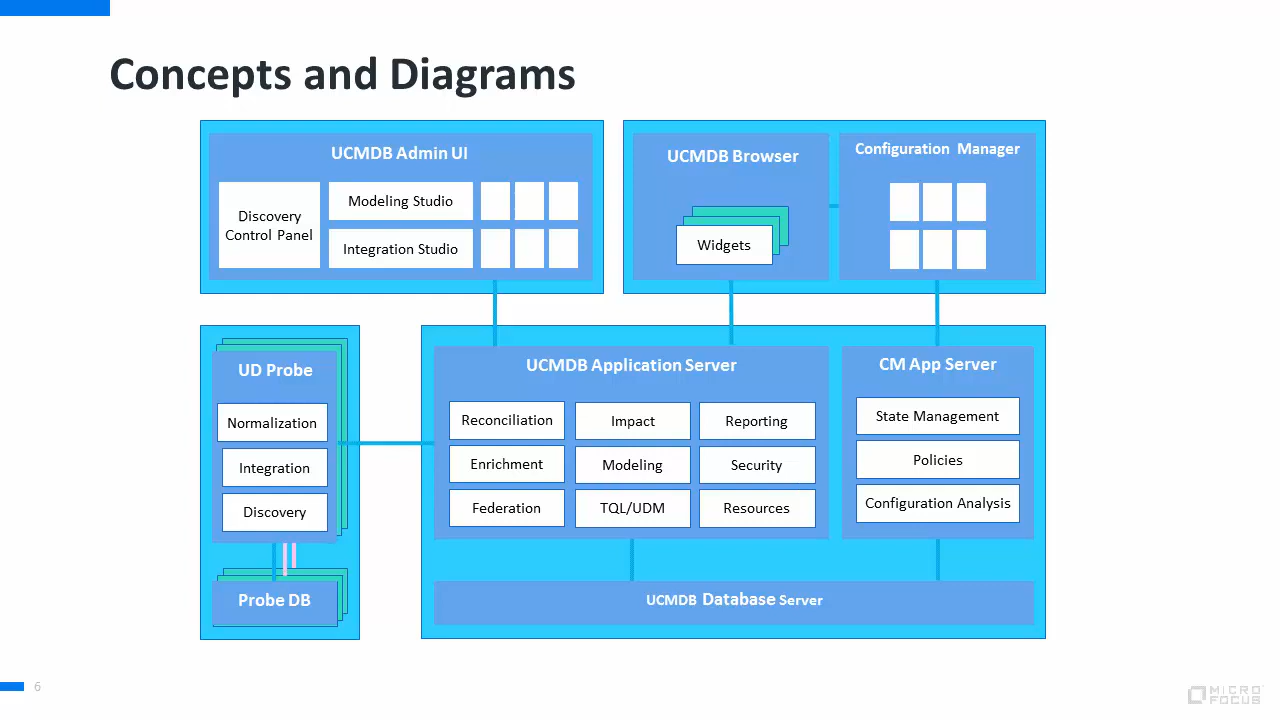 Concepts and Diagrams
UCMDB Admin UI
Discovery
Control Panel
Modeling Studio
Integration Studio
UCMDB Browser
Widgets
Configuration Manager
UD Probe
Normalization
Integration
Discovery
Probe DB
UCMDB Application Server
Reconciliation
Impact
Reporting
Enrichment
Modeling
Security
Federation
TQL/UDM
Resources
CM App Server
State Management
Policies
Configuration Analysis
UCMDB Database Server
6
MICRO
FOCUS